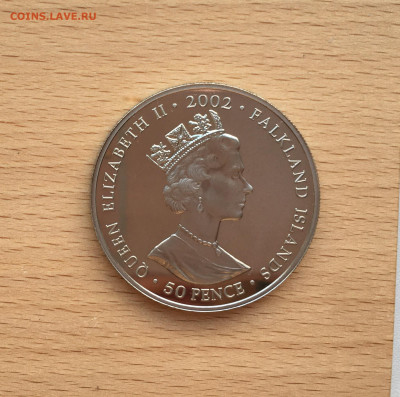 COINS.LAVE.RU
QUEEN ELIZABETH II · 2002 · FALKLAND ISLANDS ·
50 PENCE ·